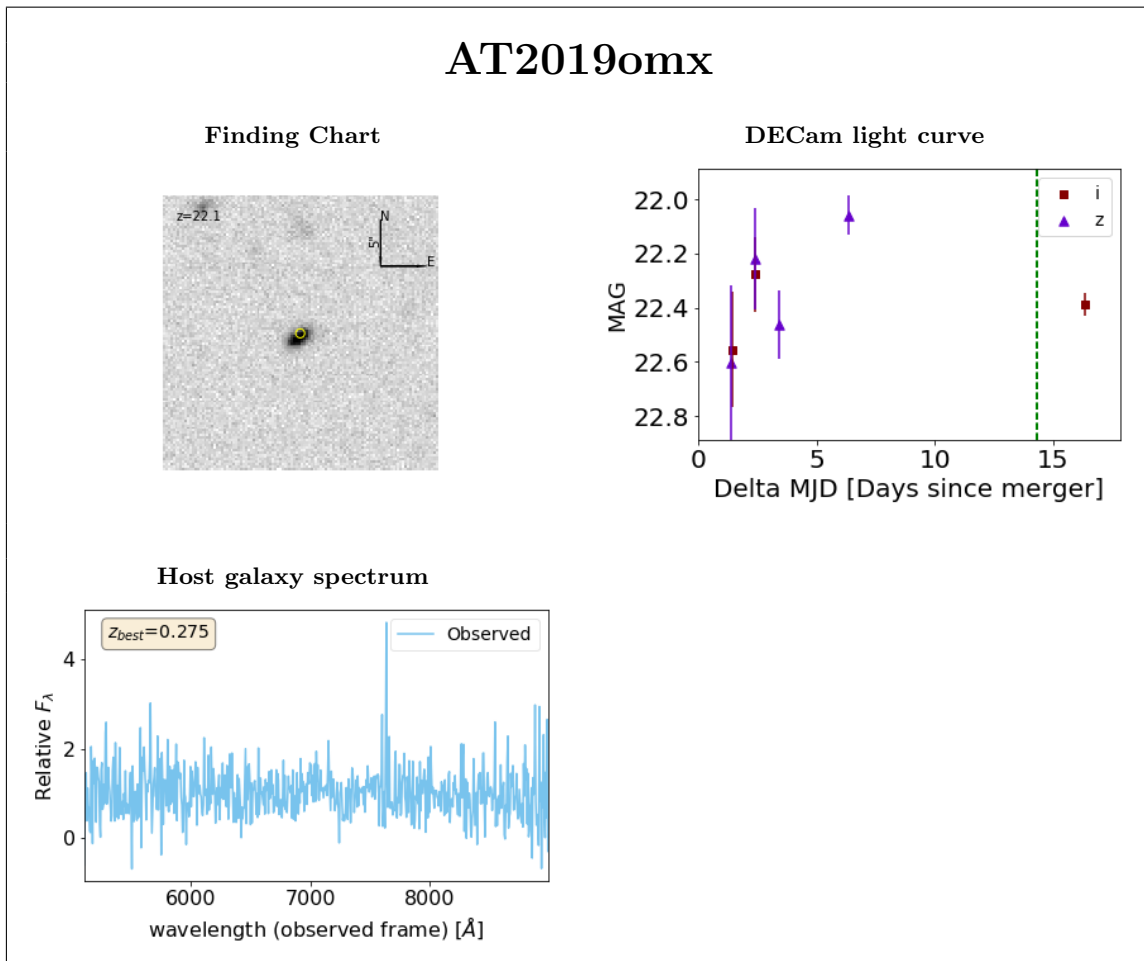 AT2019omx
Finding Chart
z=22.1
N
5"
E
DECam light curve
i
z
22.0
22.2
22.4
22.6
22.8
MAG
0
5
10
15
Delta MJD [Days since merger]
Host galaxy spectrum
z_best=0.275
Observed
4
2
0
Relative F_λ
6000
7000
8000
wavelength (observed frame) [Å]